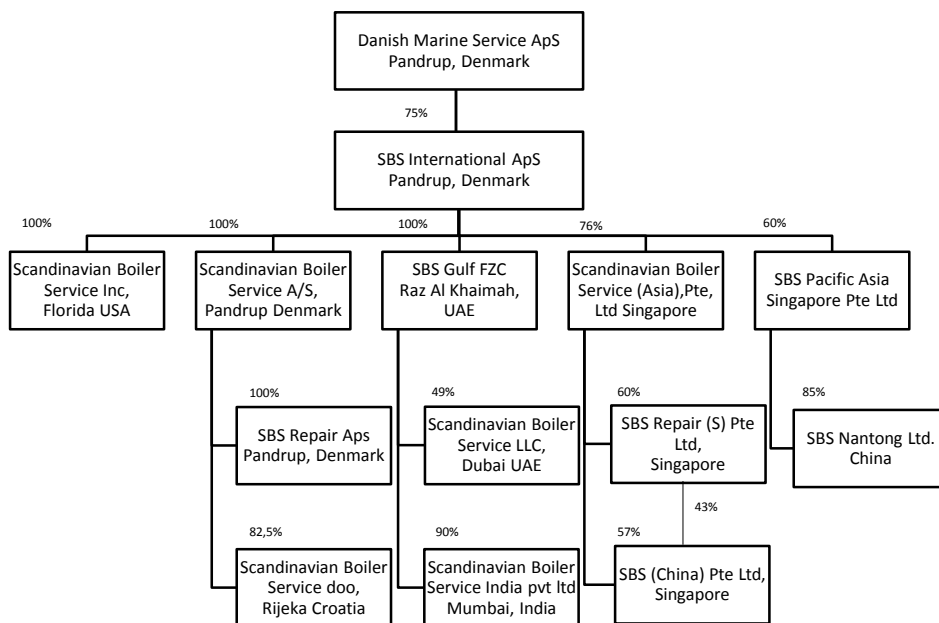 Danish Marine Service ApS
Pandrup, Denmark
75%
SBS International ApS
Pandrup, Denmark
100%
100%
100%
76%
60%
Scandinavian Boiler
Service Inc,
Florida USA
Scandinavian Boiler
Service A/S,
Pandrup Denmark
SBS Gulf FZC
Raz Al Khaimah,
UAE
Scandinavian Boiler
Service (Asia),Pte,
Ltd Singapore
SBS Pacific Asia
Singapore Pte Ltd
100%
49%
60%
85%
SBS Repair Aps
Pandrup, Denmark
Scandinavian Boiler
Service LLC,
Dubai UAE
SBS Repair (S) Pte
Ltd,
Singapore
SBS Nantong Ltd.
China
43%
82,5%
90%
57%
Scandinavian Boiler
Service doo,
Rijeka Croatia
Scandinavian Boiler
Service India pvt ltd
Mumbai, India
SBS (China) Pte Ltd,
Singapore